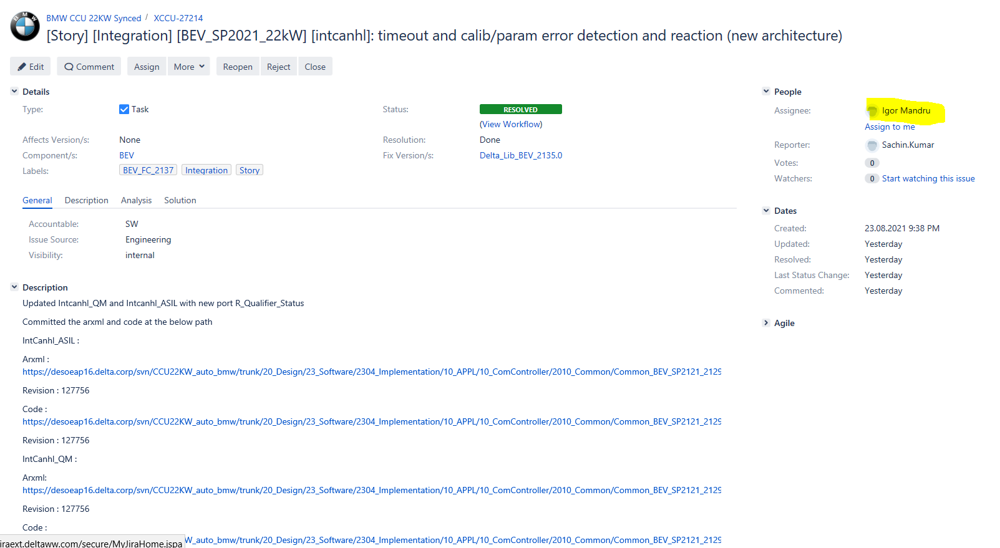 BMW
BMW CCU 22KW Synced / XCCU-27214
[Story] [Integration] [BEV_SP2021_22kW] [intcanhl]: timeout and calib/param error detection and reaction (new architecture)
Edit Comment Assign More Reopen Reject Close
Details
Type: Task
Status: RESOLVED
(View Workflow)
Affects Version/s: None
Resolution: Done
Component/s: BEV
Fix Version/s: Delta_Lib_BEV_2135.0
Labels: BEV_FC_2137 Integration Story
General Description Analysis Solution
Accountable: SW
Issue Source: Engineering
Visibility: internal
Description
Updated Intcanhl_QM and Intcanhl_ASIL with new port R_Qualifier_Status
Committed the arxml and code at the below path
IntCanhl_ASIL :
Arxml :
https://desoeap16.delta.corp/svn/CCU22KW_auto_bmw/trunk/20_Design/23_Software/2304_Implementation/10_APPL/10_ComController/2010_Common/Common_BEV_SP2121_2129
Revision : 127756
Code :
https://desoeap16.delta.corp/svn/CCU22KW_auto_bmw/trunk/20_Design/23_Software/2304_Implementation/10_APPL/10_ComController/2010_Common/Common_BEV_SP2121_2129
Revision : 127756
IntCanhl_QM :
Arxml:
https://desoeap16.delta.corp/svn/CCU22KW_auto_bmw/trunk/20_Design/23_Software/2304_Implementation/10_APPL/10_ComController/2010_Common/Common_BEV_SP2121_2129
Revision : 127756
Code :
W_auto_bmw/trunk/20_Design/23_Software/2304_Implementation/10_APPL/10_ComController/2010_Common/Common_BEV_SP2121_2129
iraext.deltaww.com/secure/MyJiraHome.jspa
People
Assignee: Igor Mandru
Assign to me
Reporter: Sachin.Kumar
Votes: 0
Watchers: 0 Start watching this issue
Dates
Created: 23.08.2021 9:38 PM
Updated: Yesterday
Resolved: Yesterday
Last Status Change: Yesterday
Commented: Yesterday
Agile